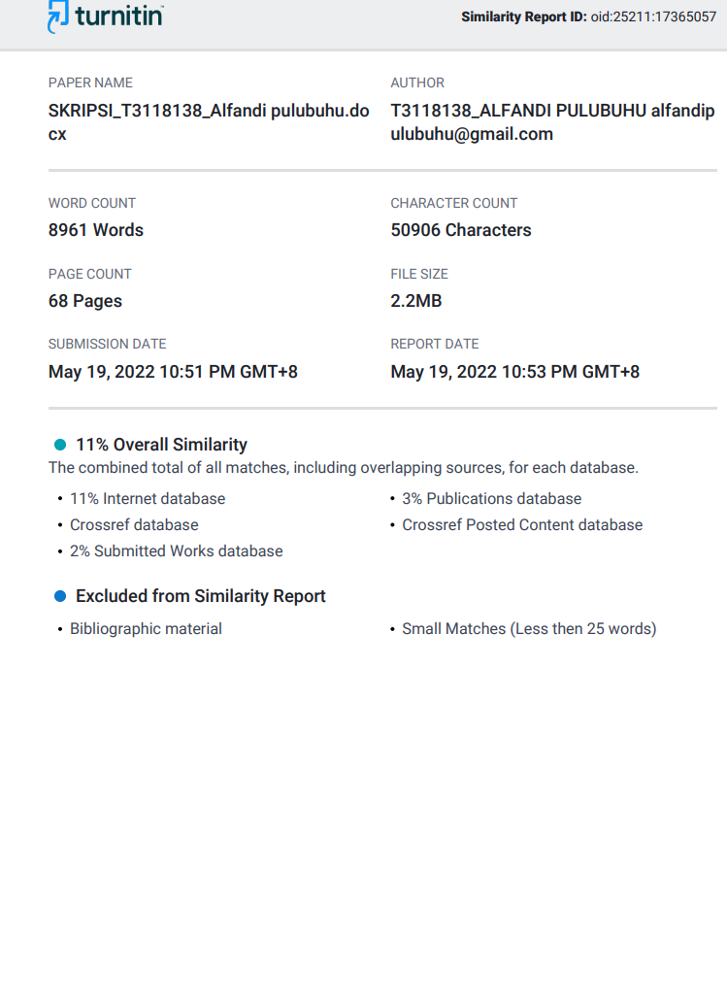 turnitin
Similarity Report ID: oid:25211:17365057
PAPER NAME
SKRIPSI_T3118138_Alfandi pulubuhu.do
cx
AUTHOR
T3118138_ALFANDI PULUBUHU alfandip
ulubuhu@gmail.com
WORD COUNT
8961 Words
CHARACTER COUNT
50906 Characters
PAGE COUNT
68 Pages
FILE SIZE
2.2MB
SUBMISSION DATE
May 19, 2022 10:51 PM GMT+8
REPORT DATE
May 19, 2022 10:53 PM GMT+8
11% Overall Similarity
The combined total of all matches, including overlapping sources, for each database.
• 11% Internet database
• 3% Publications database
• Crossref database
• Crossref Posted Content database
• 2% Submitted Works database
Excluded from Similarity Report
• Bibliographic material
• Small Matches (Less then 25 words)